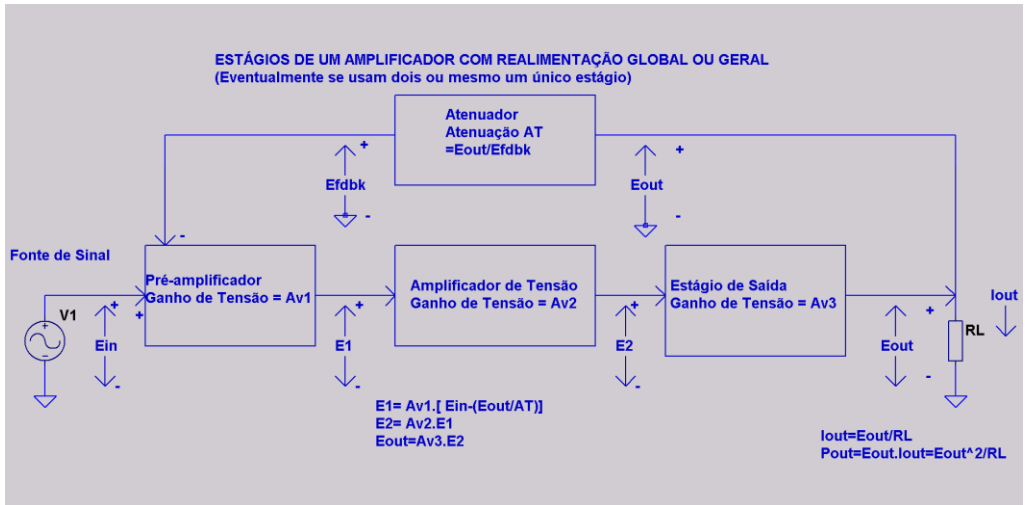 ESTÁGIOS DE UM AMPLIFICADOR COM REALIMENTAÇÃO GLOBAL OU GERAL
(Eventualmente se usam dois ou mesmo um único estágio)
Atenuador
Atenuação AT
=Eout/Efdbk
+
Efdbk
-
+
Eout
-
-
Fonte de Sinal
V1
+
Ein
-
+
Pré-amplificador
Ganho de Tensão = Av1
+
E1
-
Amplificador de Tensão
Ganho de Tensão = Av2
+
E2
-
Estágio de Saída
Ganho de Tensão = Av3
+
Eout
-
RL
Iout
E1= Av1.[ Ein-(Eout/AT)]
E2= Av2.E1
Eout=Av3.E2
Iout=Eout/RL
Pout=Eout.Iout=Eout^2/RL